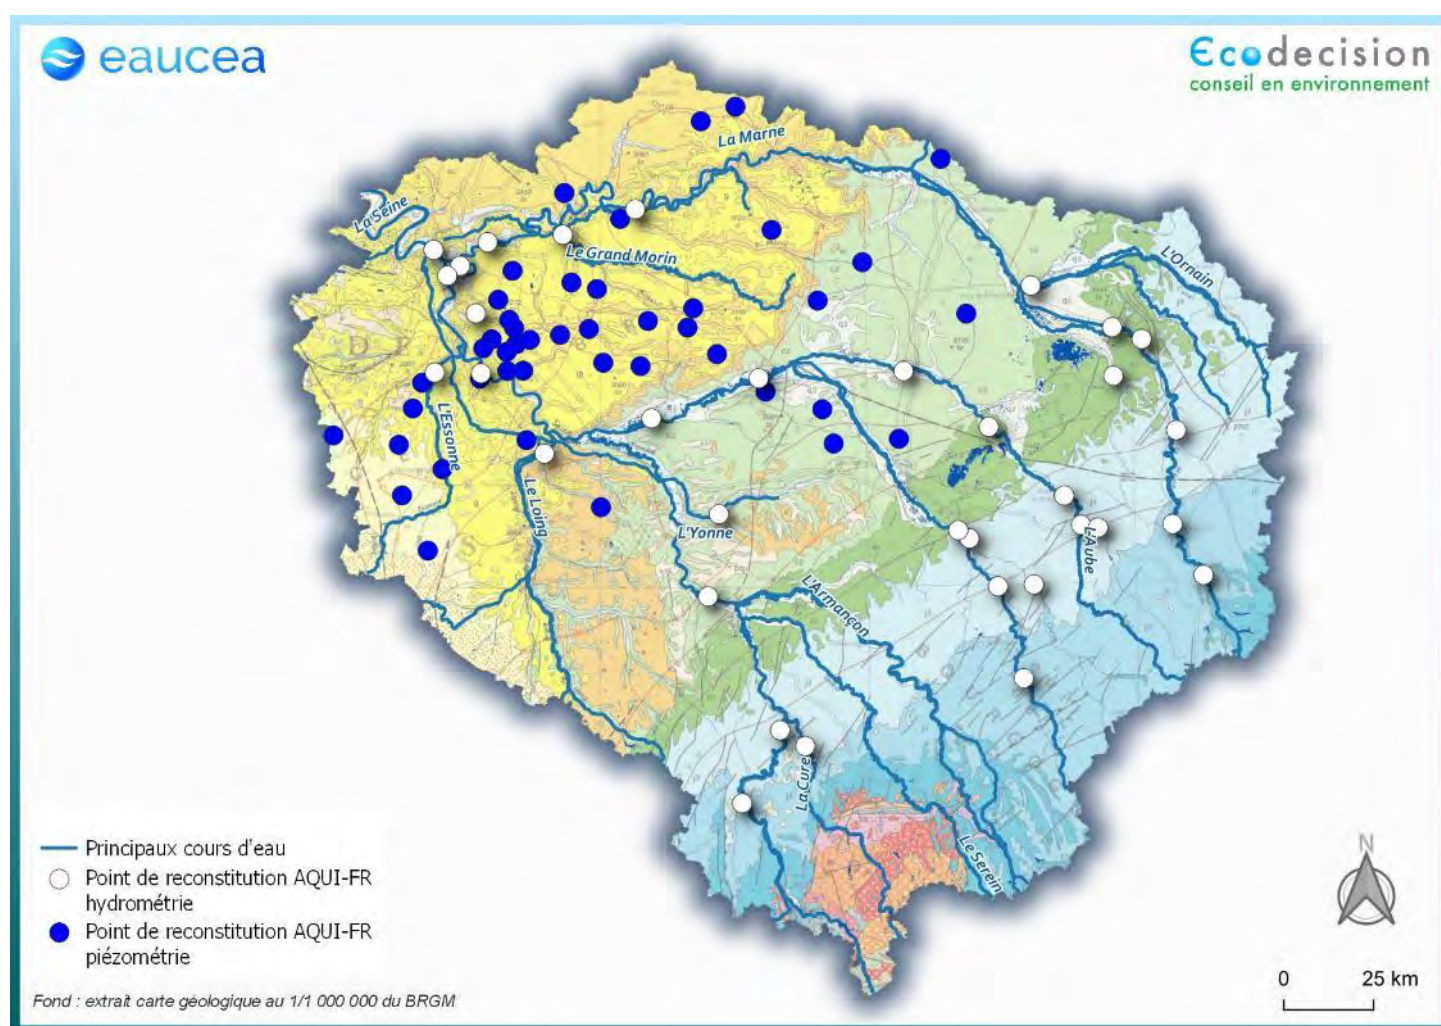 eaucea
Ecodecision
conseil en environnement
La Marne
La Seine
Le Grand Morin
L'Ornain
L'Essonne
Le Loing
L'Yonne
L'Aube
L'Armançon
La Cure
Le Serein
Principaux cours d'eau
Point de reconstitution AQUI-FR
hydrométrie
Point de reconstitution AQUI-FR
piézométrie
Fond : extrait carte géologique au 1/1 000 000 du BRGM
N
0 25 km